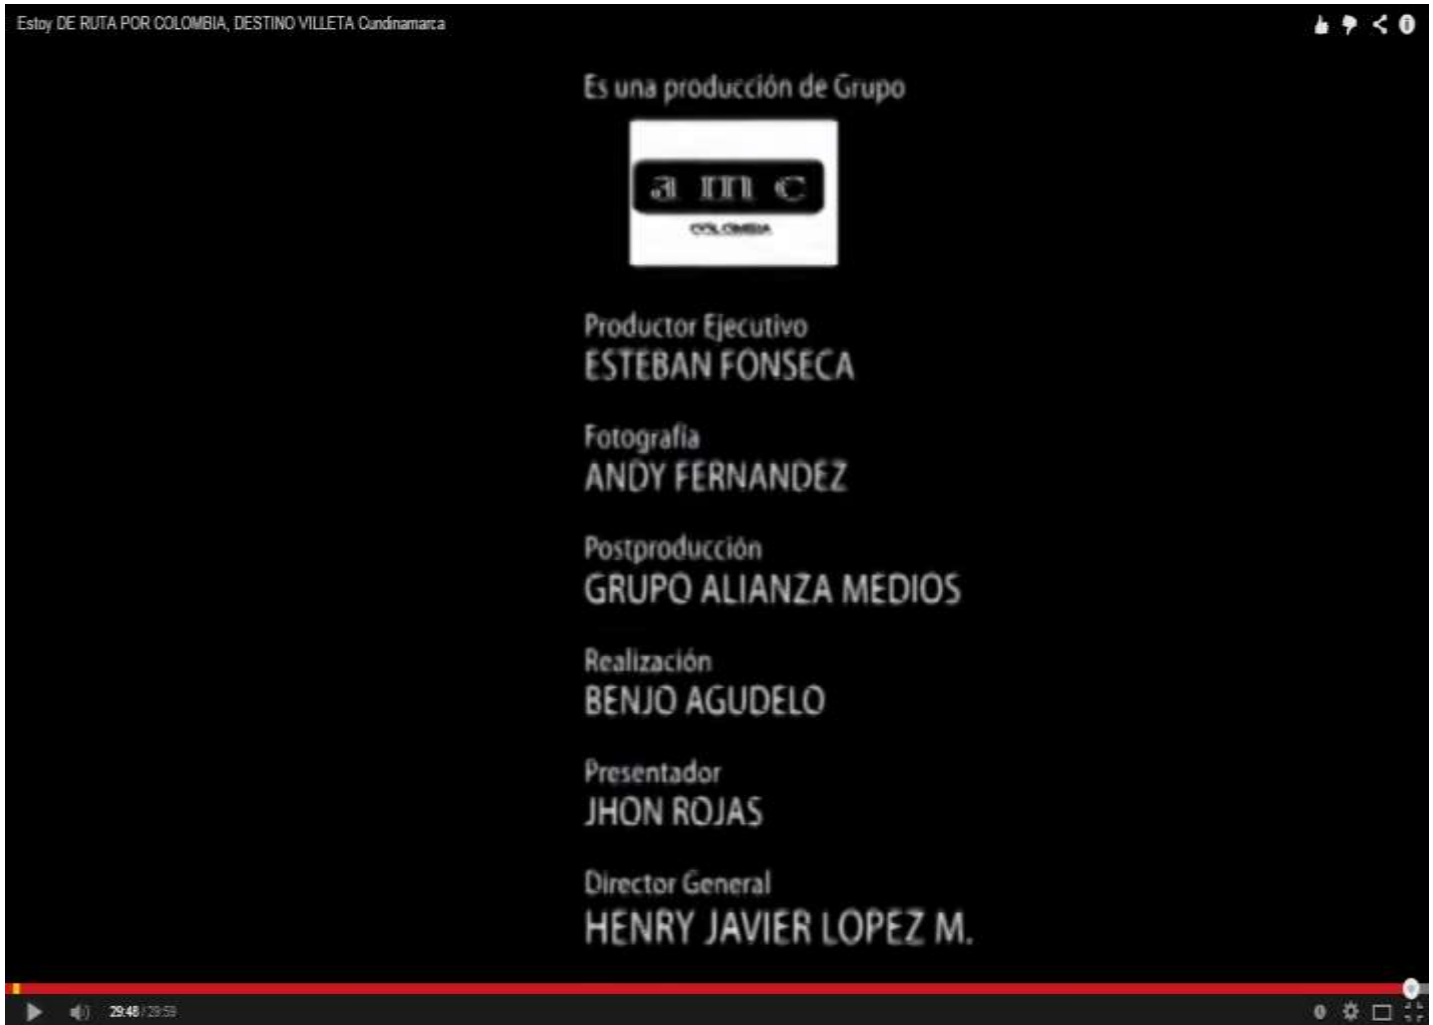 Estoy DE RUTA POR COLOMBIA, DESTINO VILLETA Cundinamarca
Es una producción de Grupo
a m c
COLOMBIA
Productor Ejecutivo
ESTEBAN FONSECA
Fotografía
ANDY FERNANDEZ
Postproducción
GRUPO ALIANZA MEDIOS
Realización
BENJO AGUDELO
Presentador
JHON ROJAS
Director General
HENRY JAVIER LOPEZ M.
29:48 / 29:59